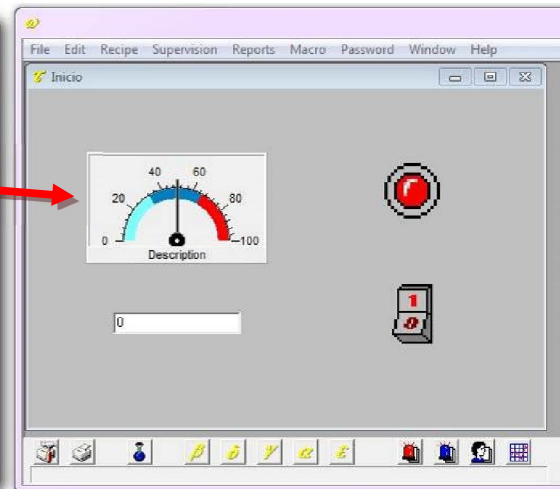 File Edit Recipe Supervision Reports Macro Password Window Help
Inicio
40 60
20 80
0 100
Description
0
1
0
β δ γ α ε